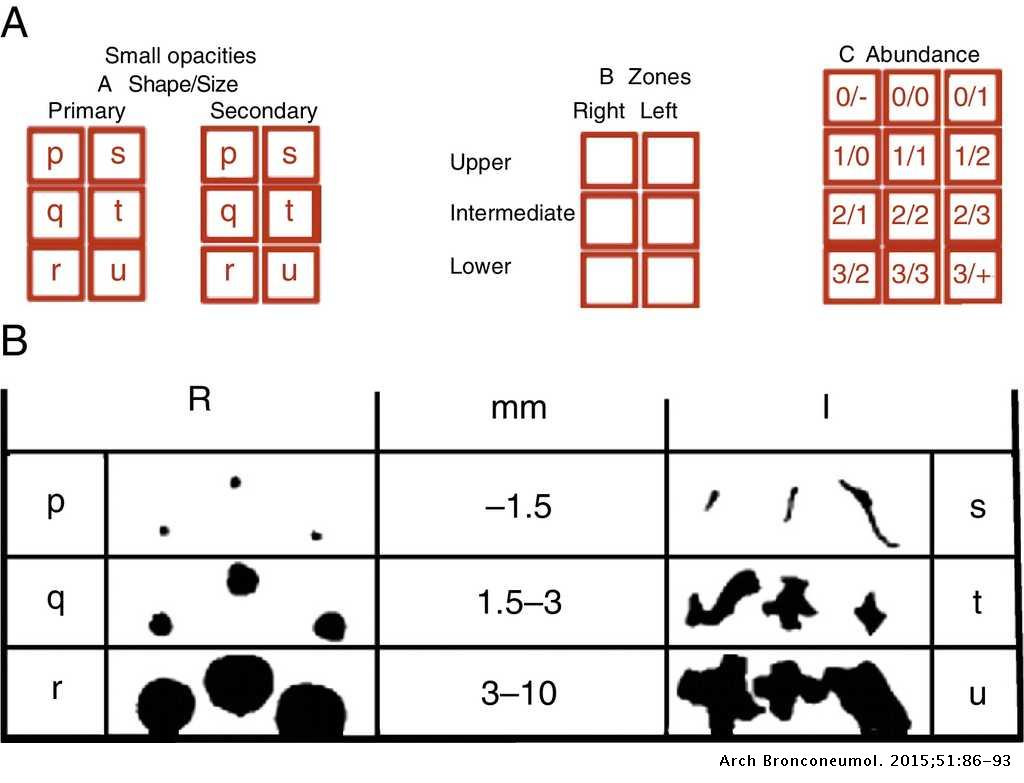 A
Small opacities
A Shape/Size
Primary Secondary
p s p s
q t q t
r u r u
B Zones
Right Left
Upper
Intermediate
Lower
C Abundance
0/- 0/0 0/1
1/0 1/1 1/2
2/1 2/2 2/3
3/2 3/3 3/+
B
R mm I
p –1.5 s
q 1.5–3 t
r 3–10 u
Arch Bronconeumol. 2015;51:86–93